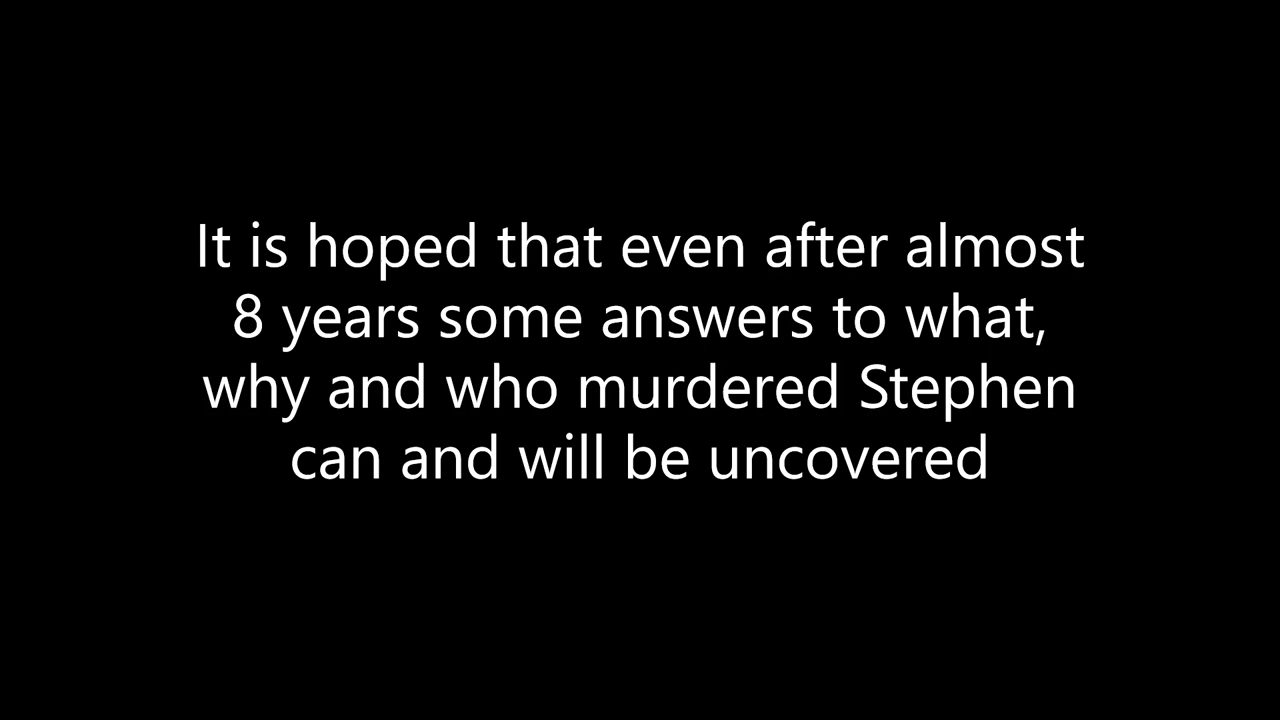 It is hoped that even after almost
8 years some answers to what,
why and who murdered Stephen
can and will be uncovered